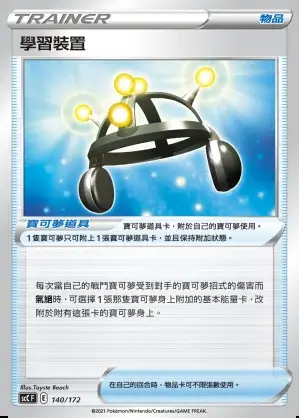 TRAINER 物品
學習裝置
寶可夢道具 寶可夢道具卡，附於自己的寶可夢使用。
1隻寶可夢只可附上1張寶可夢道具卡，並且保持附加狀態。
每次當自己的戰鬥寶可夢受到對手的寶可夢招式的傷害而
氣絕時，可選擇1張那隻寶可夢身上附加的基本能量卡，改
附於附有這張卡的寶可夢身上。
Illus.Toyste Beach
SCC F E 140/172
在自己的回合時，物品卡可不限張數使用。
©2021 Pokémon/Nintendo/Creatures/GAME FREAK.